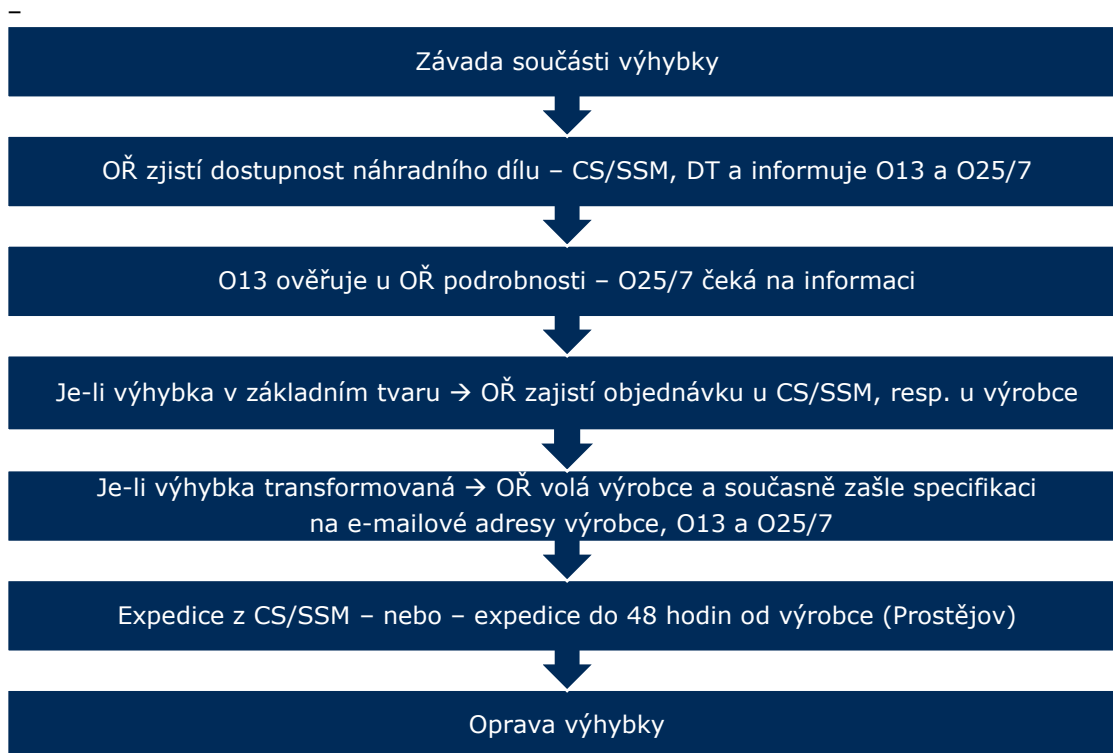 –
Závada součásti výhybky
OŘ zjistí dostupnost náhradního dílu – CS/SSM, DT a informuje O13 a O25/7
O13 ověřuje u OŘ podrobnosti – O25/7 čeká na informaci
Je-li výhybka v základním tvaru → OŘ zajistí objednávku u CS/SSM, resp. u výrobce
Je-li výhybka transformovaná → OŘ volá výrobce a současně zašle specifikaci
na e-mailové adresy výrobce, O13 a O25/7
Expedice z CS/SSM – nebo – expedice do 48 hodin od výrobce (Prostějov)
Oprava výhybky